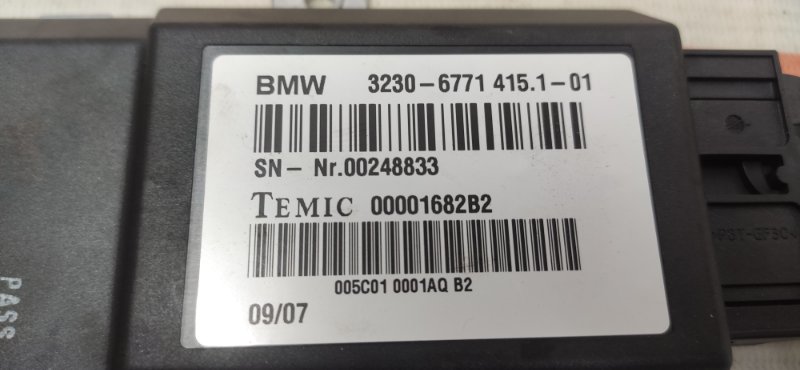 BMW 3230-6771 415.1-01
SN- Nr.00248833
TEMIC 00001682B2
005C01 0001AQ B2
09/07
PASS